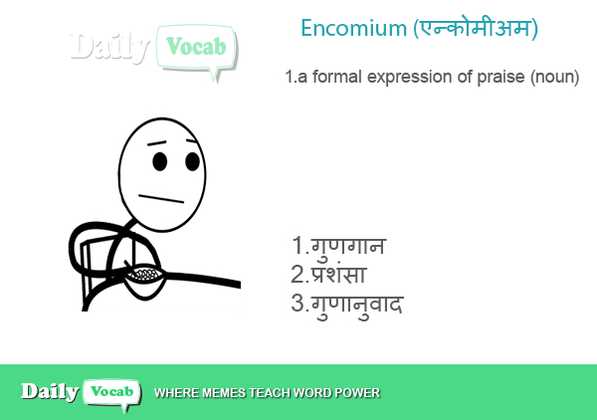 Daily Vocab
Encomium (एन्कोमीअम)
1.a formal expression of praise (noun)
1.गुणगान
2.प्रशंसा
3.गुणानुवाद
Daily Vocab WHERE MEMES TEACH WORD POWER